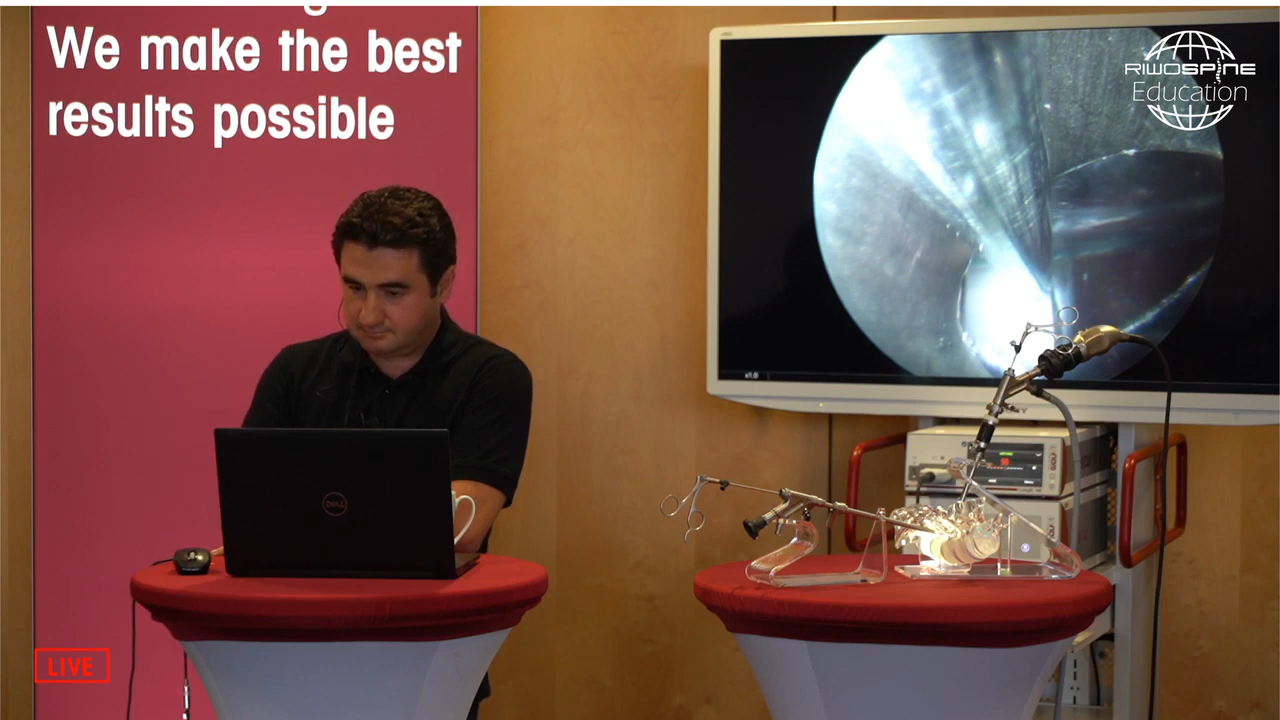 We make the best
results possible
RIWOSPINE
Education
DELL
LIVE